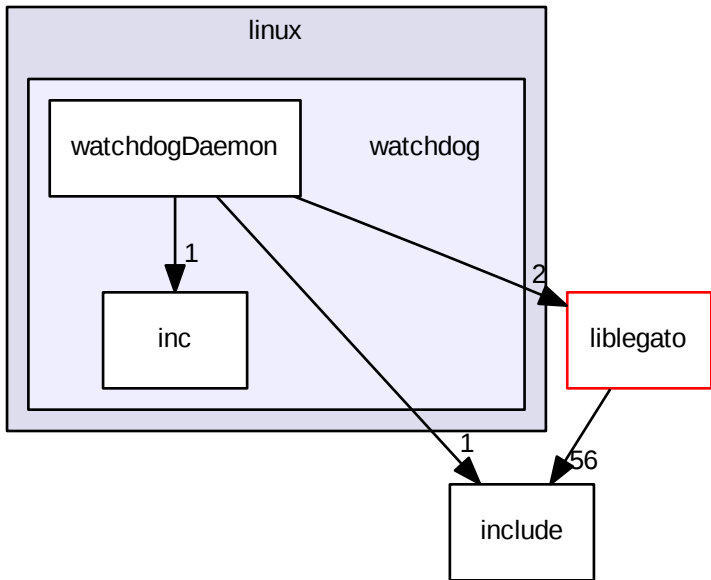 linux
watchdogDaemon
watchdog
1
2
inc
liblegato
1
56
include